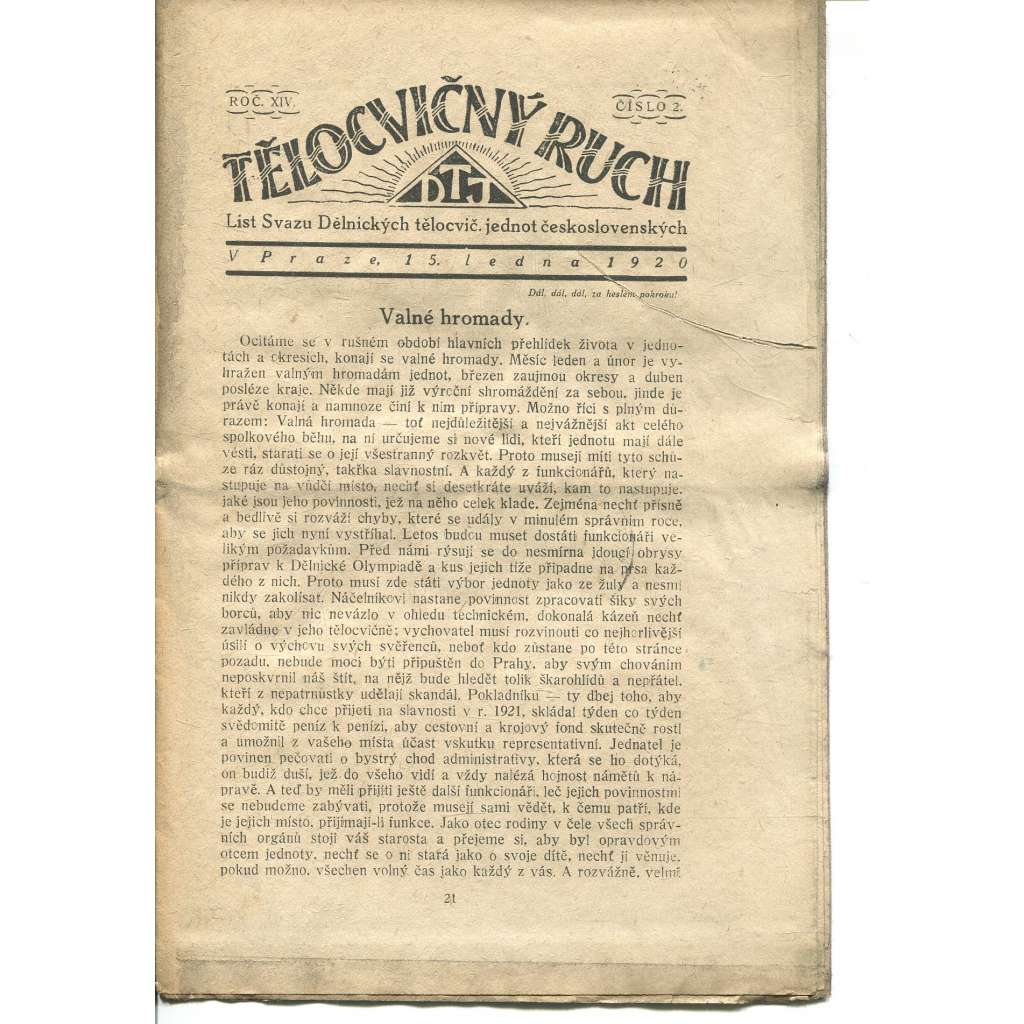 ROČ. XIV.
ČÍSLO 2.
TĚLOCVIČNÝ RUCH
DTJ
List Svazu Dělnických tělocvič. jednot československých
V Praze, 15. ledna 1920
Dál, dál, dál, za heslem pokroku!
Valné hromady.
Ocitáme se v rušném období hlavních přehlídek života v jedno-
tách a okresích, konají se valné hromady. Měsíc leden a únor je vy-
hražen valným hromadám jednot, březen zaujmou okresy a duben
posléze kraje. Někde mají již výroční shromáždění za sebou, jinde je
právě konají a namnoze činí k nim přípravy. Možno říci s plným dů-
razem: Valná hromada — toť nejdůležitější a nejvážnější akt celého
spolkového běhu, na ní určujeme si nové lidi, kteří jednotu mají dále
vésti, starati se o její všestranný rozkvět. Proto musejí míti tyto schů-
ze ráz důstojný, takřka slavnostní. A každý z funkcionářů, který na-
stupuje na vůdčí místo, nechť si desetkráte uváží, kam to nastupuje,
jaké jsou jeho povinnosti, jež na něho celek klade. Zejména nechť přísně
a bedlivě si rozváží chyby, které se udály v minulém správním roce,
aby se jich nyní vystříhal. Letos budou muset dostáti funkcionáři ve-
likým požadavkům. Před námi rýsují se do nesmírna jdoucí obrysy
příprav k Dělnické Olympiadě a kus jejich tíže připadne na prsa kaž-
dého z nich. Proto musí zde státi výbor jednoty jako ze žuly a nesmí
nikdy zakolísat. Náčelníkovi nastane povinnost zpracovati šiky svých
borců, aby nic nevázlo v ohledu technickém, dokonalá kázeň nechť
zavládne v jeho tělocvičně; vychovatel musí rozvinouti co nejhorlivější
úsilí o výchovu svých svěřenců, neboť kdo zůstane po této stránce
pozadu, nebude moci býti připuštěn do Prahy, aby svým chováním
neposkvrnil náš štít, na nějž bude hledět tolik škarohlídů a nepřátel,
kteří z nepatrnůstky udělají skandál. Pokladníku — ty dbej toho, aby
každý, kdo chce přijeti na slavnosti v r. 1921, skládal týden co týden
svědomitě peníz k penízi, aby cestovní a krojový fond skutečně rostl
a umožnil z vašeho místa účast vskutku representativní. Jednatel je
povinen pečovati o bystrý chod administrativy, která se ho dotýká,
on budiž duší, jež do všeho vidí a vždy nalézá hojnost námětů k ná-
pravě. A teď by měli přijíti ještě další funkcionáři, leč jejich povinnostmi
se nebudeme zabývati, protože musejí sami vědět, k čemu patří, kde
je jejich místo, přijímají-li funkce. Jako otec rodiny v čele všech správ-
ních orgánů stojí váš starosta a přejeme si, aby byl opravdovým
otcem jednoty, nechť se o ni stará jako o svoje dítě, nechť jí věnuje,
pokud možno, všechen volný čas jako každý z vás. A rozvážně, velmi
21